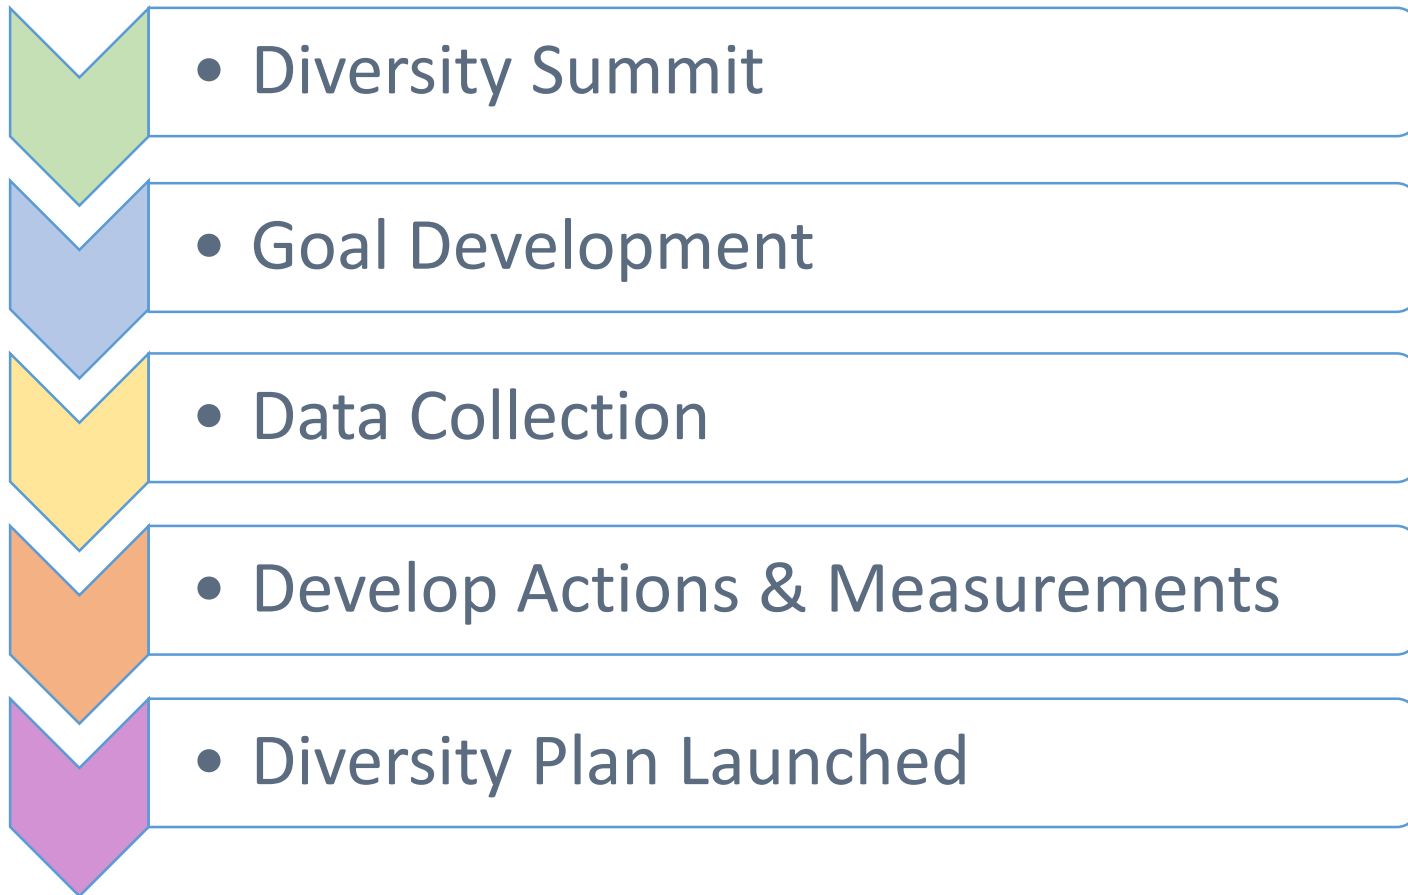 • Diversity Summit
• Goal Development
• Data Collection
• Develop Actions & Measurements
• Diversity Plan Launched